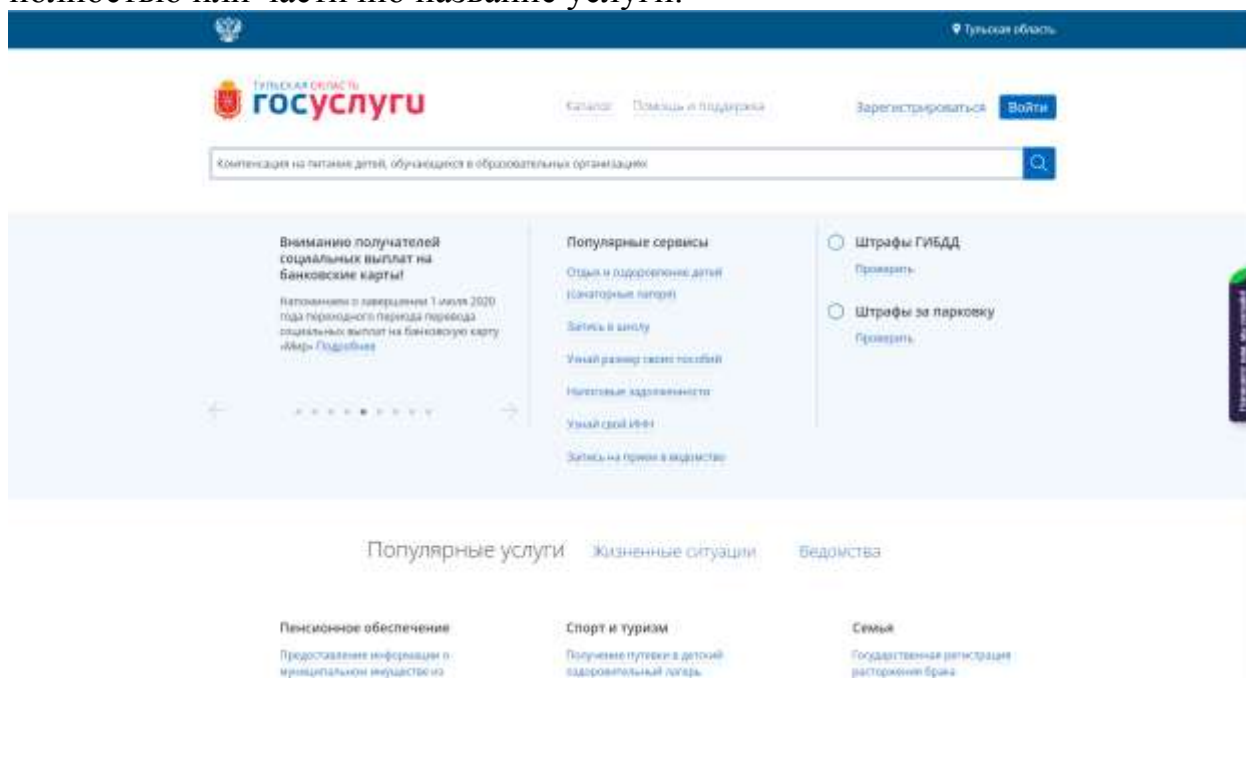 полностью или частично название услуги.
Тульская область
ТУЛЬСКАЯ ОБЛАСТЬ
госуслуги
Каталог Помощь и поддержка Зарегистрироваться Войти
Компенсация на питание детей, обучающихся в образовательных организациях
Вниманию получателей
социальных выплат на
банковские карты!
Напоминаем о завершении 1 июля 2020
года переходного периода перевода
социальных выплат на банковскую карту
«Мир» Подробнее
Популярные сервисы
Отдых и оздоровление детей
(санаторные лагеря)
Запись в школу
Узнай размер своих пособий
Налоговые задолженности
Узнай свой ИНН
Запись на прием в ведомство
Штрафы ГИБДД
Проверить
Штрафы за парковку
Проверить
Популярные услуги Жизненные ситуации Ведомства
Пенсионное обеспечение
Предоставление информации о
муниципальном имуществе из
Спорт и туризм
Получение путевки в детский
оздоровительный лагерь
Семья
Государственная регистрация
расторжения брака